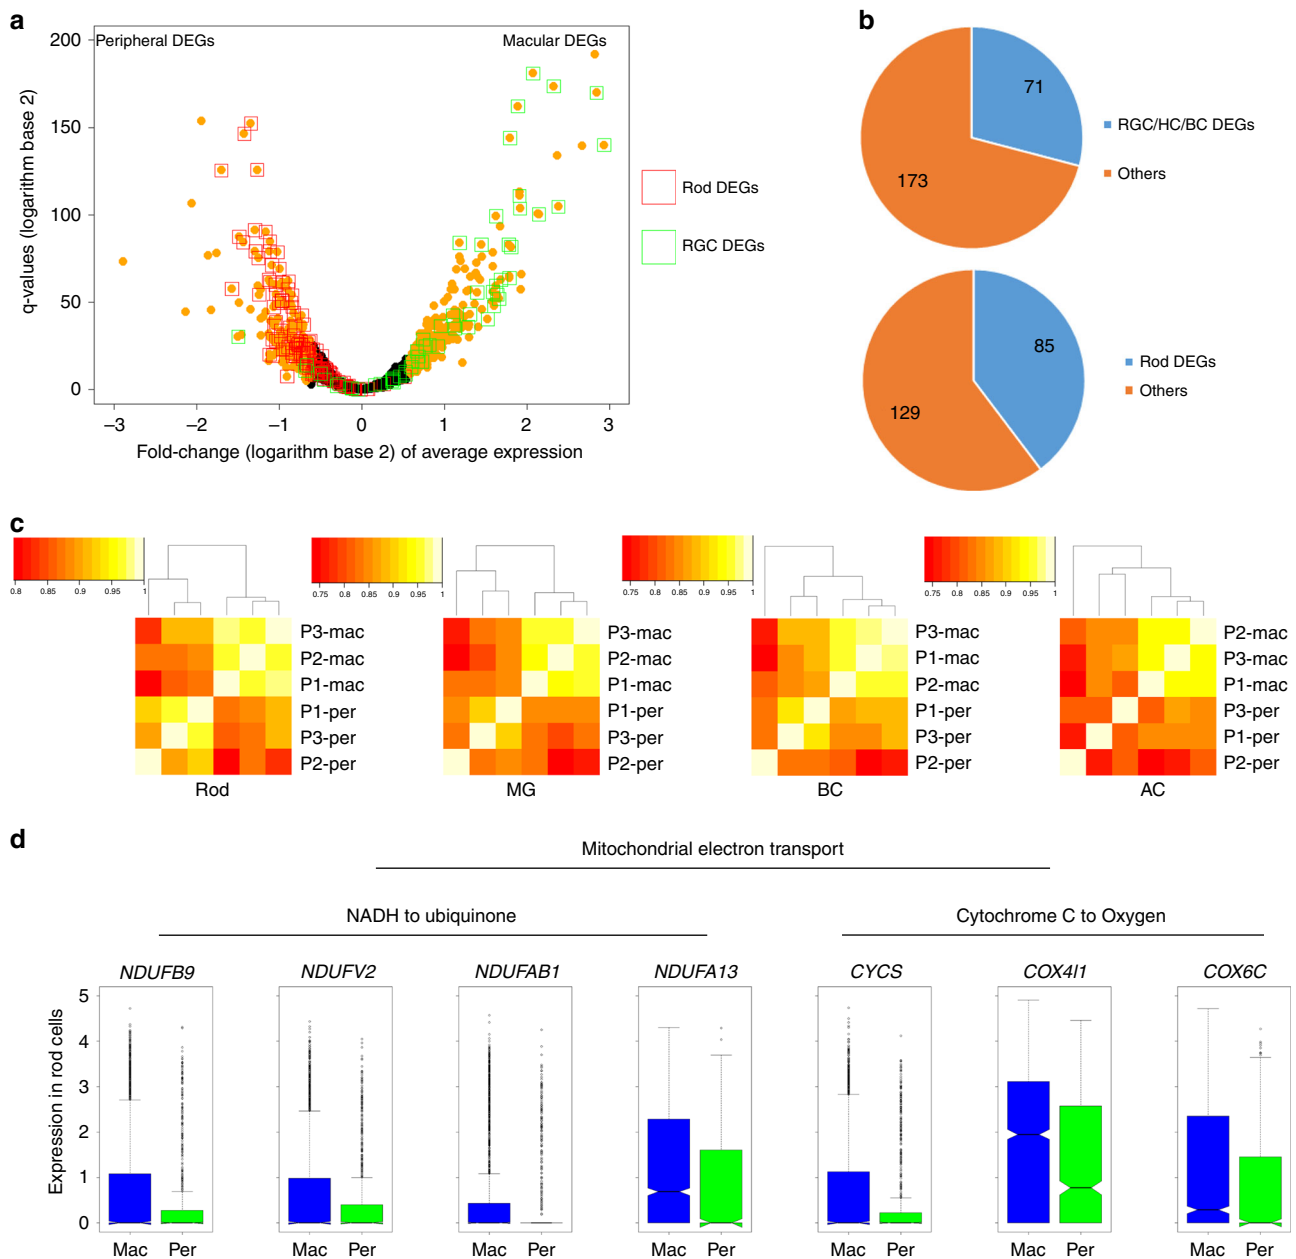 a
Peripheral DEGs
Macular DEGs
q-values (logarithm base 2)
200
150
100
50
0
–3
–2
–1
0
1
2
3
Fold-change (logarithm base 2) of average expression
Rod DEGs
RGC DEGs
b
71
173
RGC/HC/BC DEGs
Others
85
129
Rod DEGs
Others
c
0.8 0.85 0.9 0.95 1
P3-mac
P2-mac
P1-mac
P1-per
P3-per
P2-per
Rod
0.75 0.8 0.85 0.9 0.95 1
P3-mac
P2-mac
P1-mac
P1-per
P3-per
P2-per
MG
0.75 0.8 0.85 0.9 0.95 1
P3-mac
P1-mac
P2-mac
P1-per
P3-per
P2-per
BC
0.75 0.8 0.85 0.9 0.95 1
P2-mac
P3-mac
P1-mac
P3-per
P1-per
P2-per
AC
d
Mitochondrial electron transport
NADH to ubiquinone
Cytochrome C to Oxygen
NDUFB9
NDUFV2
NDUFAB1
NDUFA13
CYCS
COX4I1
COX6C
Expression in rod cells
5
4
3
2
1
0
Mac Per
Mac Per
Mac Per
Mac Per
Mac Per
Mac Per
Mac Per